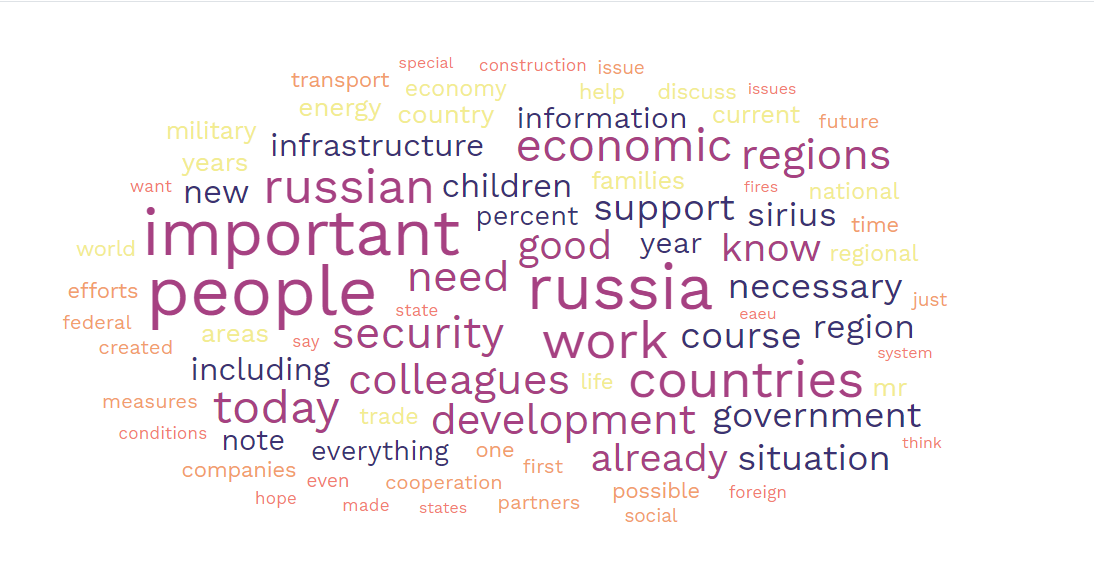 special construction issue
transport economy help discuss issues
energy country information current future
military infrastructure economic regions
years
want new russian children families fires national
important percent support sirius time
world good year know regional
efforts people need russia necessary just
federal state eaeu
created areas say security work course region system
including colleagues life countries mr
measures today trade development government
conditions note everything one already situation think
companies even cooperation first possible foreign
hope made states partners social